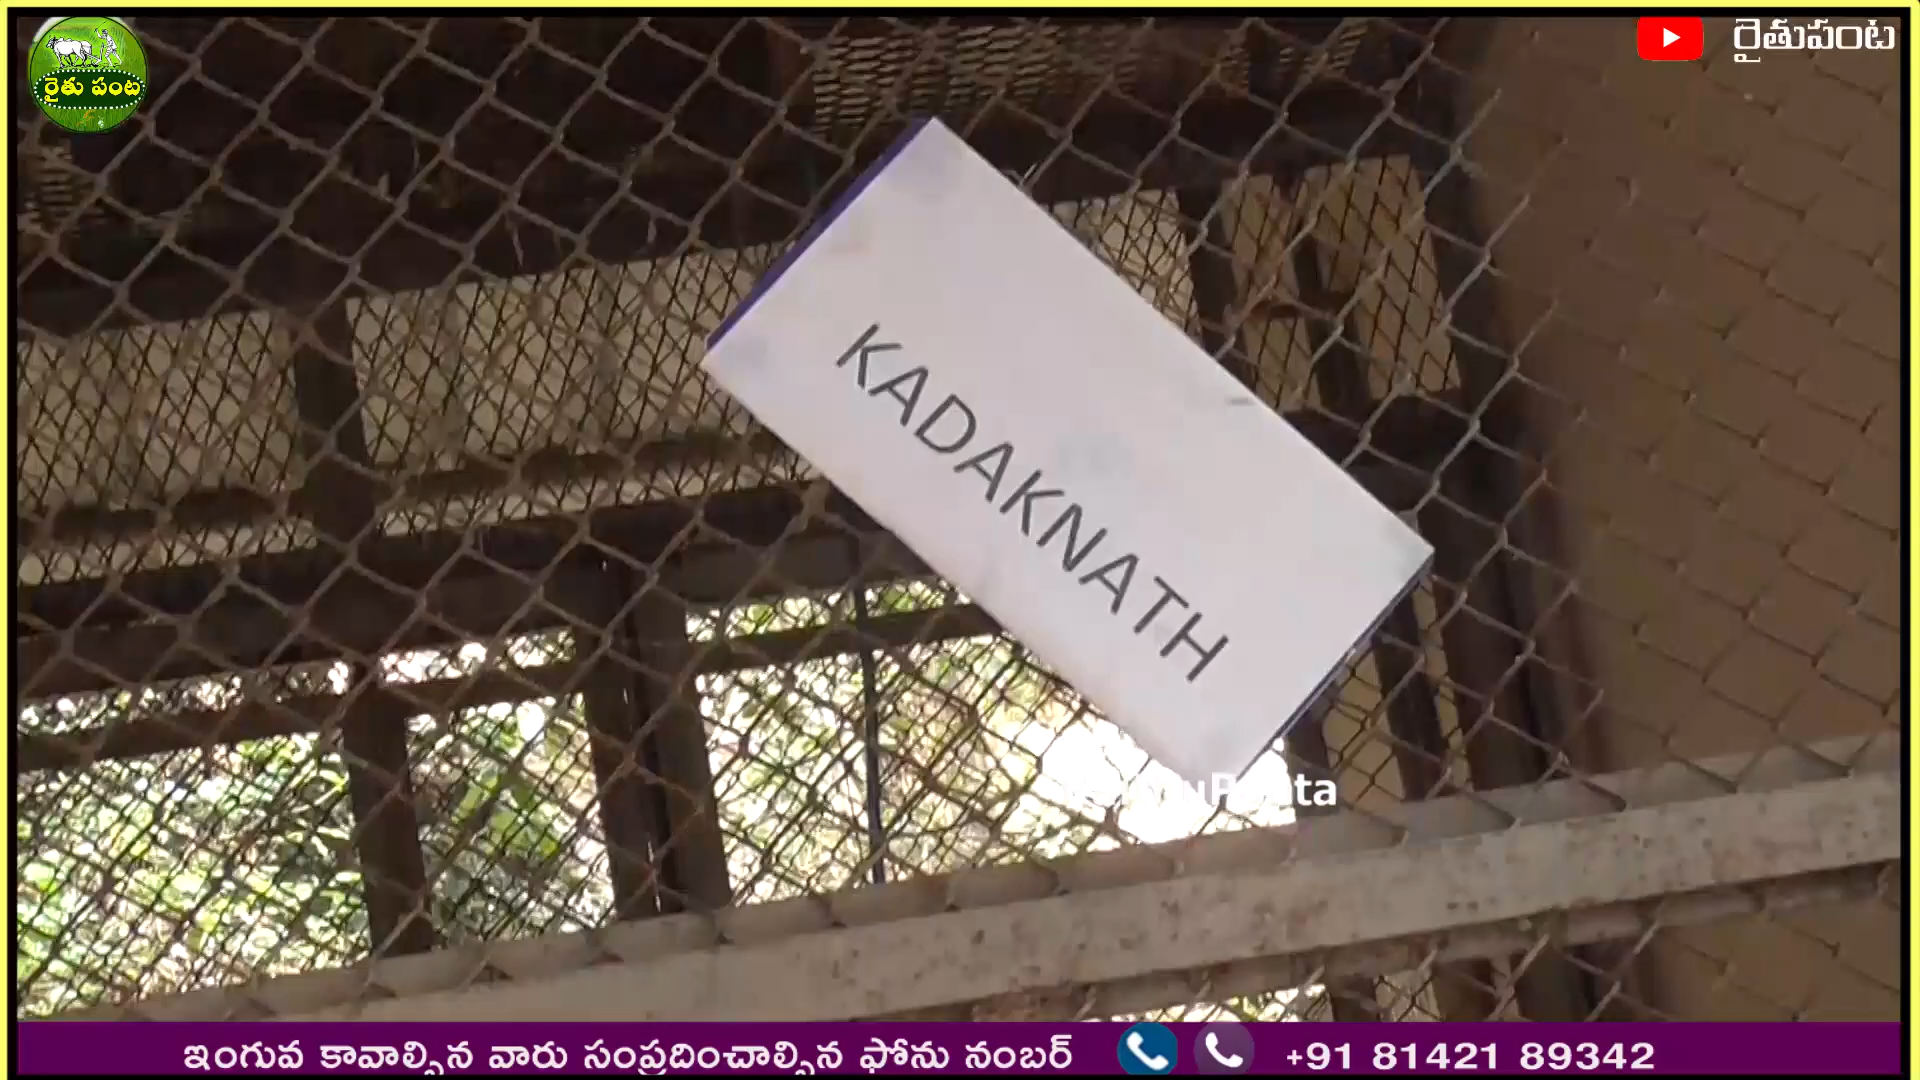 రైతు పంట
రైతుపంట
KADAKNATH
ఇంగువ కావాల్సిన వారు సంప్రదించాల్సిన ఫోను నంబర్ +91 81421 89342